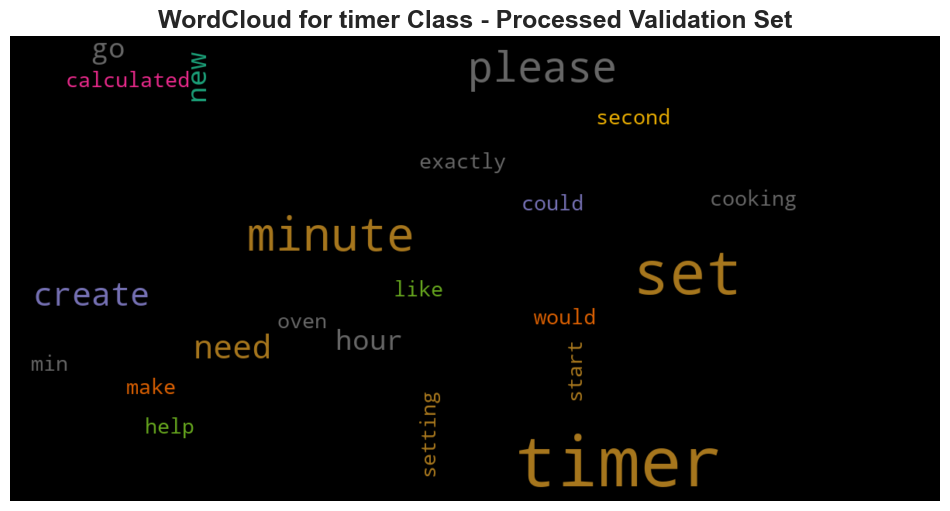 WordCloud for timer Class - Processed Validation Set
go
please
calculated
new
second
exactly
cooking
could
minute
set
create
like
oven
would
hour
need
min
start
make
help
setting
timer